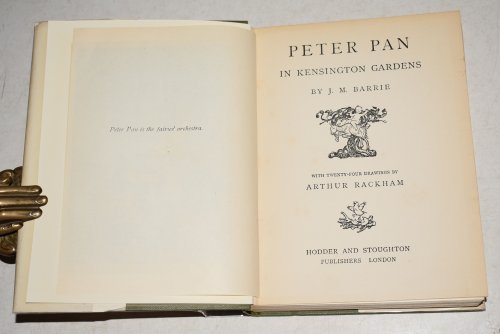 Peter Pan is the fairies' orchestra.
PETER PAN
IN KENSINGTON GARDENS
BY J. M. BARRIE
WITH TWENTY-FOUR DRAWINGS BY
ARTHUR RACKHAM
HODDER AND STOUGHTON
PUBLISHERS LONDON